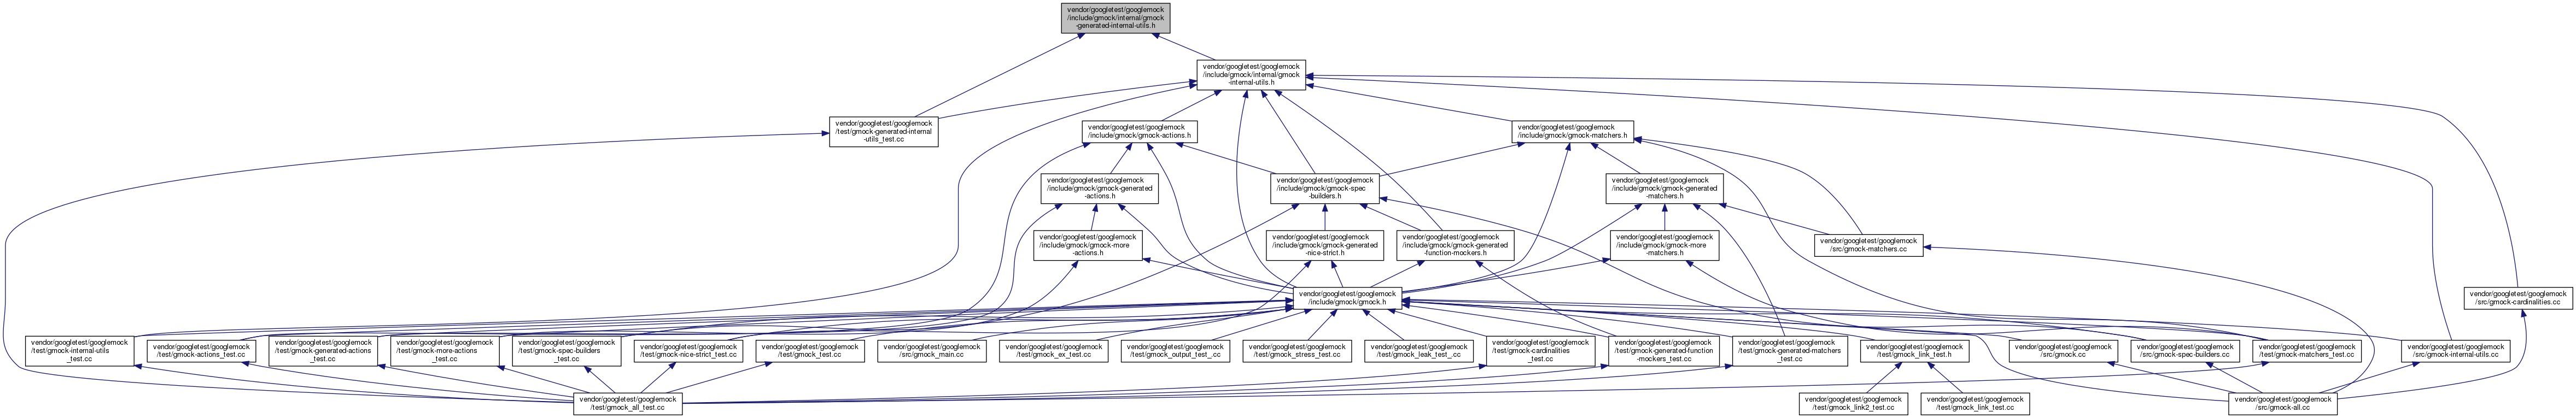 vendor/googletest/googlemock
/include/gmock/internal/gmock
-generated-internal-utils.h
vendor/googletest/googlemock
/include/gmock/internal/gmock
-internal-utils.h
vendor/googletest/googlemock
/test/gmock-generated-internal
-utils_test.cc
vendor/googletest/googlemock
/include/gmock/gmock-actions.h
vendor/googletest/googlemock
/include/gmock/gmock-matchers.h
vendor/googletest/googlemock
/include/gmock/gmock-generated
-actions.h
vendor/googletest/googlemock
/include/gmock/gmock-spec
-builders.h
vendor/googletest/googlemock
/include/gmock/gmock-generated
-matchers.h
vendor/googletest/googlemock
/include/gmock/gmock-more
-actions.h
vendor/googletest/googlemock
/include/gmock/gmock-generated
-nice-strict.h
vendor/googletest/googlemock
/include/gmock/gmock-generated
-function-mockers.h
vendor/googletest/googlemock
/include/gmock/gmock-more
-matchers.h
vendor/googletest/googlemock
/src/gmock-matchers.cc
vendor/googletest/googlemock
/include/gmock/gmock.h
vendor/googletest/googlemock
/src/gmock-cardinalities.cc
vendor/googletest/googlemock
/test/gmock-internal-utils
_test.cc
vendor/googletest/googlemock
/test/gmock-actions_test.cc
vendor/googletest/googlemock
/test/gmock-generated-actions
_test.cc
vendor/googletest/googlemock
/test/gmock-more-actions
_test.cc
vendor/googletest/googlemock
/test/gmock-spec-builders
_test.cc
vendor/googletest/googlemock
/test/gmock-nice-strict_test.cc
vendor/googletest/googlemock
/test/gmock_test.cc
vendor/googletest/googlemock
/src/gmock_main.cc
vendor/googletest/googlemock
/test/gmock_ex_test.cc
vendor/googletest/googlemock
/test/gmock_output_test_.cc
vendor/googletest/googlemock
/test/gmock_stress_test.cc
vendor/googletest/googlemock
/test/gmock_leak_test_.cc
vendor/googletest/googlemock
/test/gmock-cardinalities
_test.cc
vendor/googletest/googlemock
/test/gmock-generated-function
-mockers_test.cc
vendor/googletest/googlemock
/test/gmock-generated-matchers
_test.cc
vendor/googletest/googlemock
/test/gmock_link_test.h
vendor/googletest/googlemock
/src/gmock.cc
vendor/googletest/googlemock
/src/gmock-spec-builders.cc
vendor/googletest/googlemock
/test/gmock-matchers_test.cc
vendor/googletest/googlemock
/src/gmock-internal-utils.cc
vendor/googletest/googlemock
/test/gmock_all_test.cc
vendor/googletest/googlemock
/test/gmock_link2_test.cc
vendor/googletest/googlemock
/test/gmock_link_test.cc
vendor/googletest/googlemock
/src/gmock-all.cc